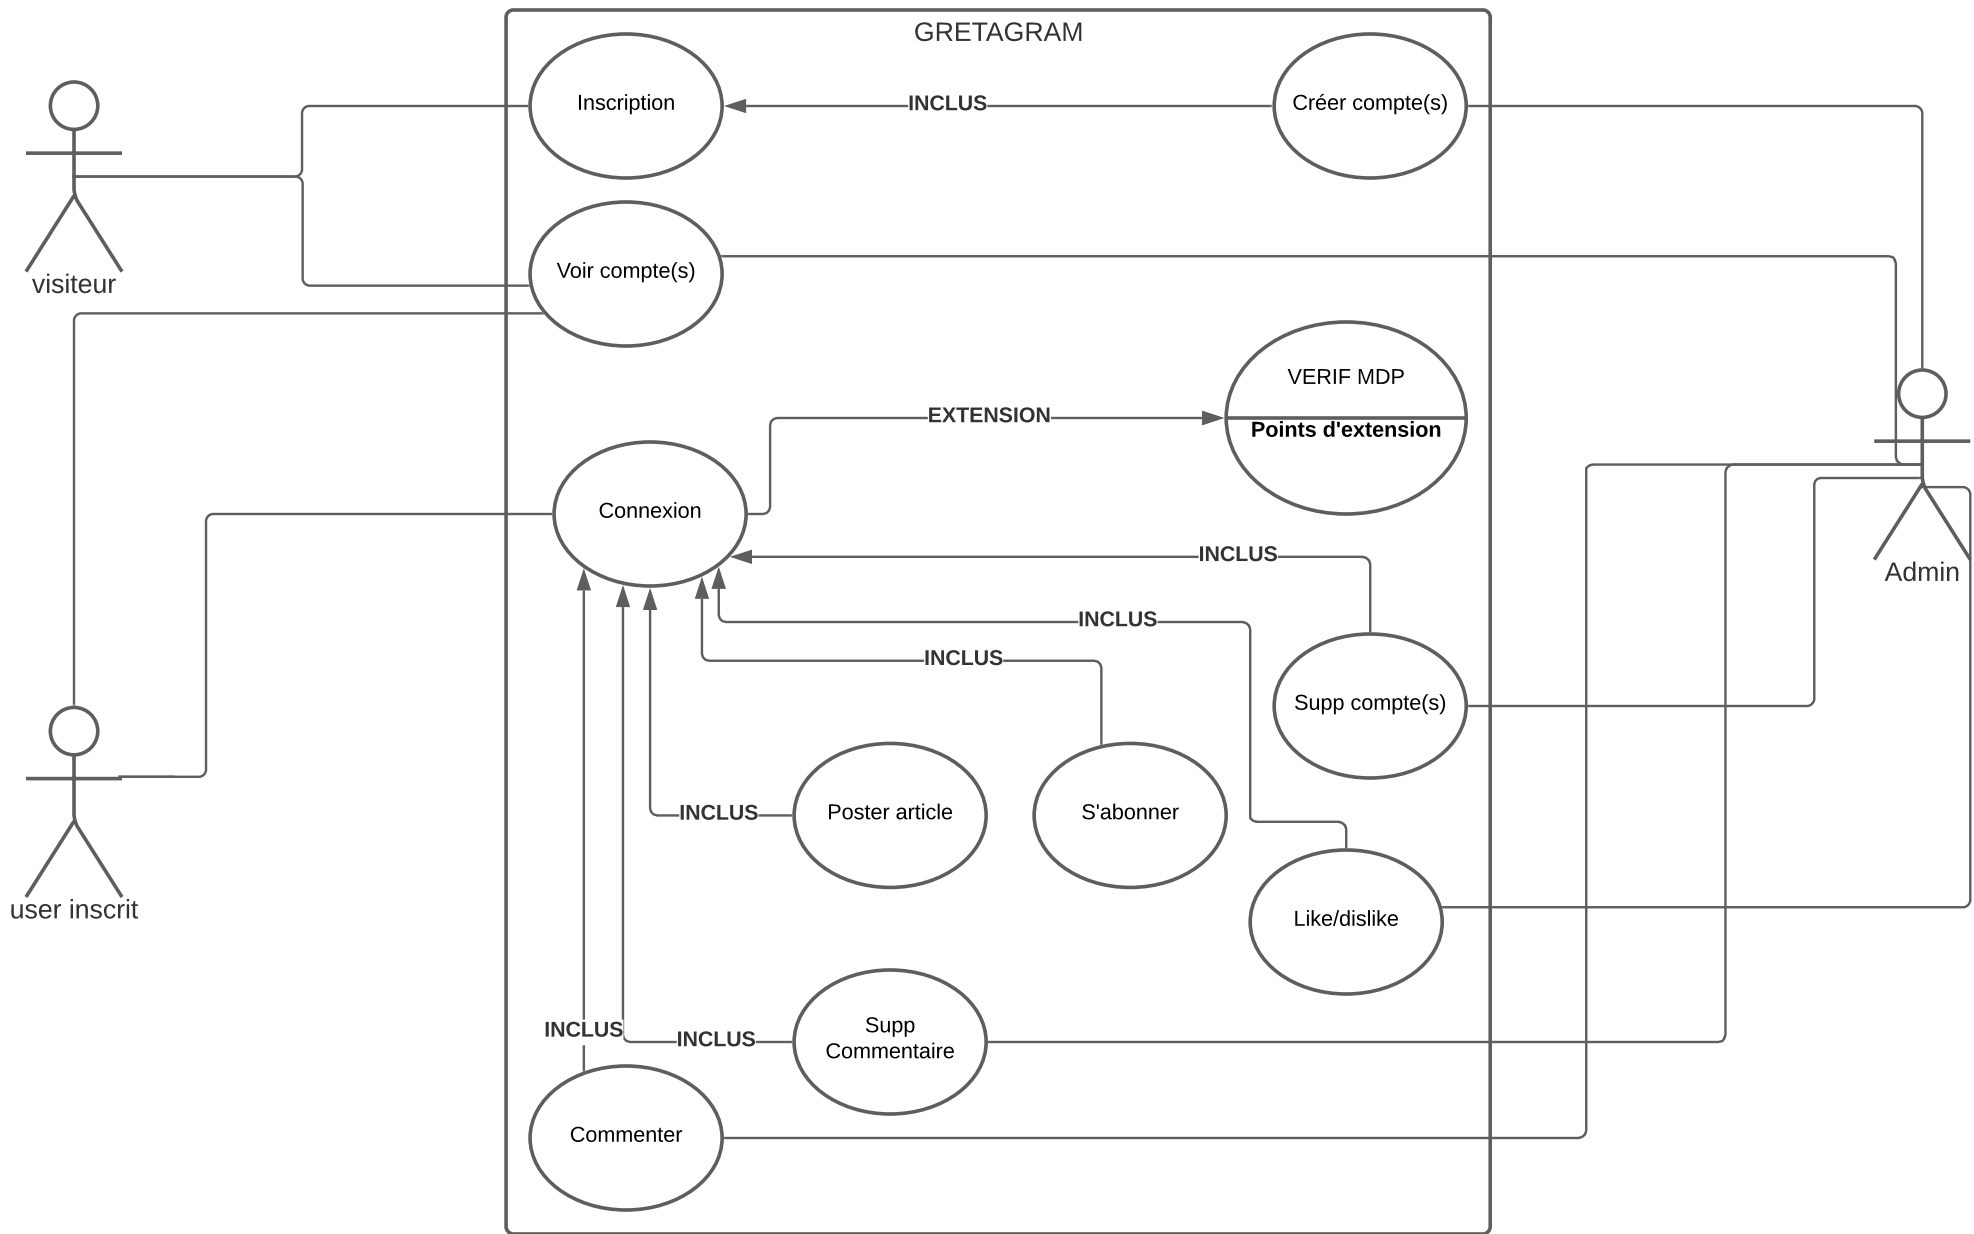 GRETAGRAM
Inscription
INCLUS
Créer compte(s)
visiteur
Voir compte(s)
VERIF MDP
EXTENSION
Points d'extension
Connexion
INCLUS
Admin
INCLUS
INCLUS
Supp compte(s)
INCLUS
Poster article
S'abonner
user inscrit
Like/dislike
INCLUS
INCLUS
Supp
Commentaire
Commenter